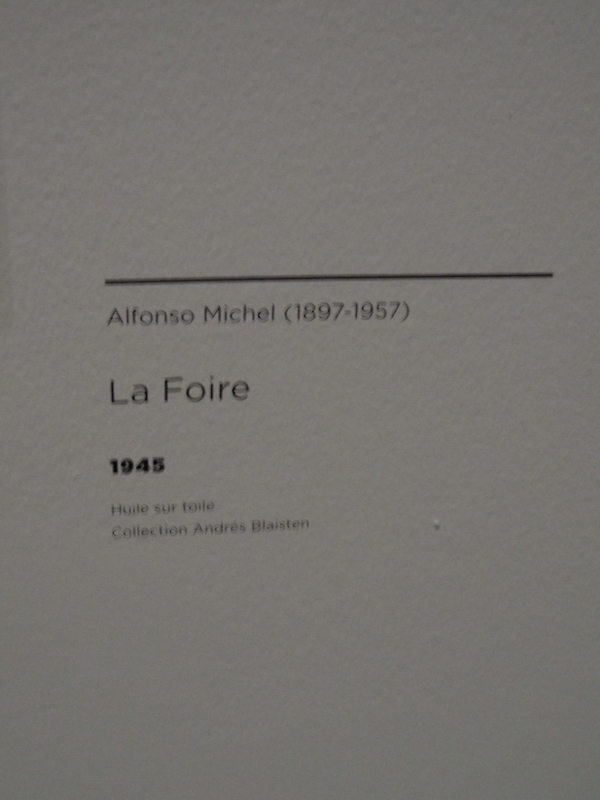 Alfonso Michel (1897-1957)
La Foire
1945
Huile sur toile
Collection Andrés Blaisten